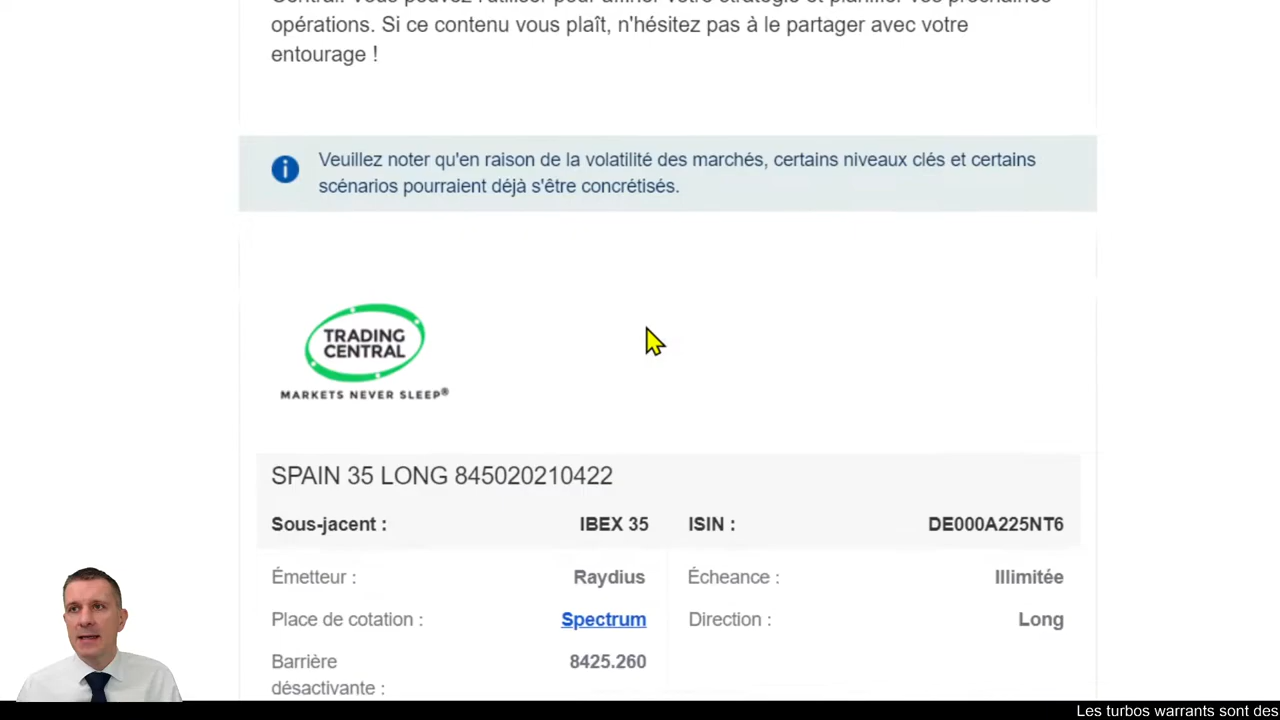 opérations. Si ce contenu vous plaît, n'hésitez pas à le partager avec votre
entourage !
i
Veuillez noter qu'en raison de la volatilité des marchés, certains niveaux clés et certains
scénarios pourraient déjà s'être concrétisés.
TRADING
CENTRAL
MARKETS NEVER SLEEP®
SPAIN 35 LONG 845020210422
Sous-jacent : IBEX 35 ISIN : DE000A225NT6
Émetteur : Raydius Écheance : Illimitée
Place de cotation : Spectrum Direction : Long
Barrière 8425.260
désactivante :
Les turbos warrants sont des